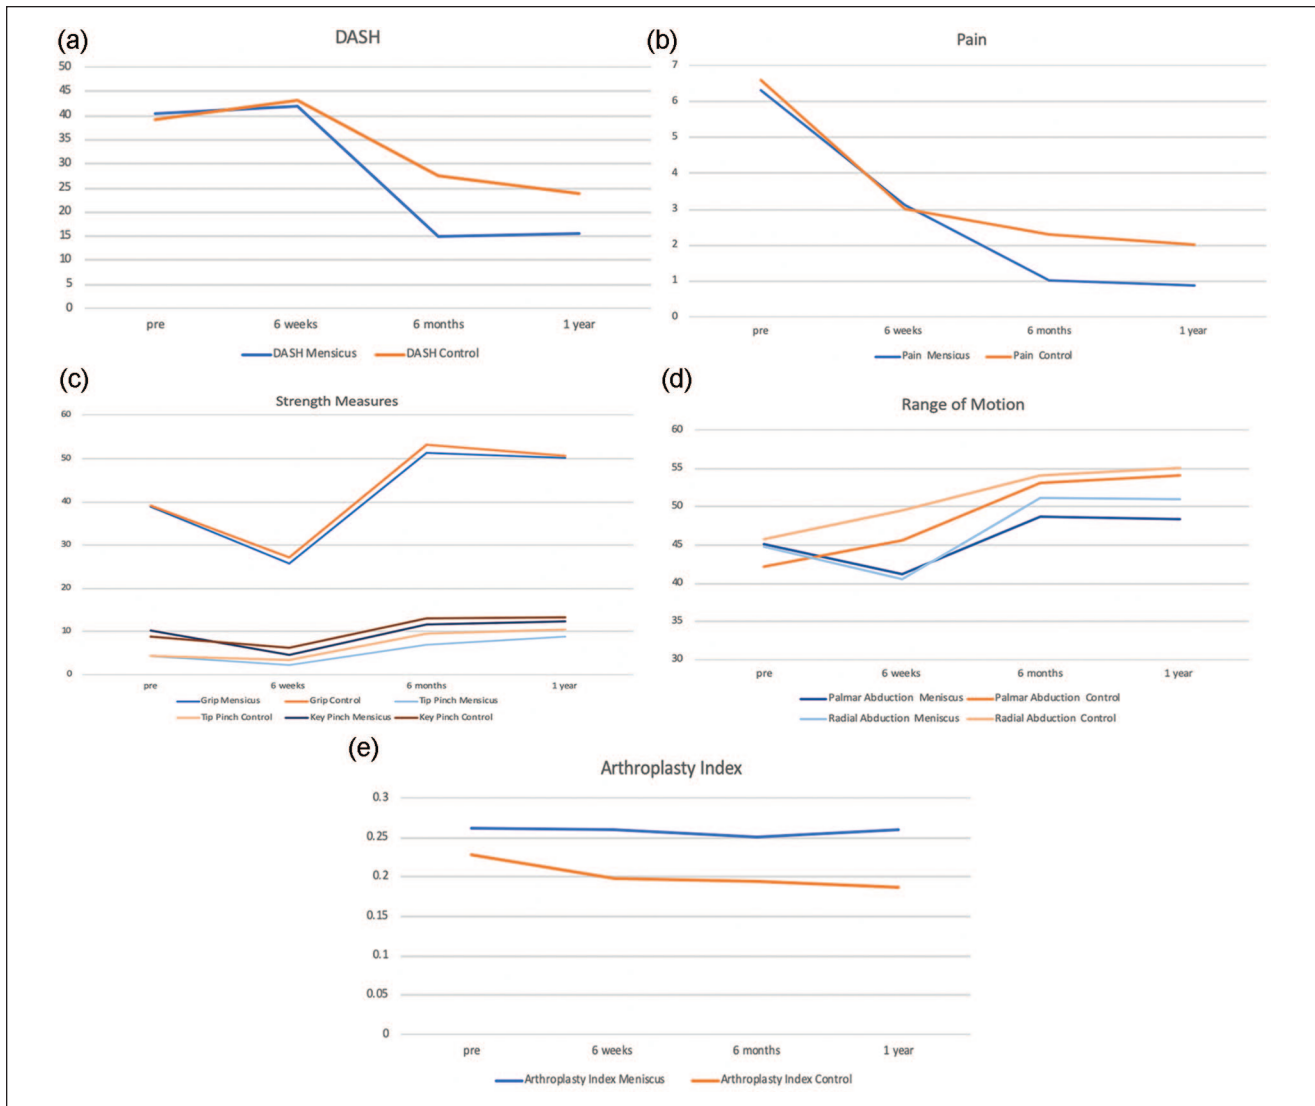 (a)
DASH
50
45
40
35
30
25
20
15
10
5
0
pre 6 weeks 6 months 1 year
DASH Mensicus DASH Control
(b)
Pain
7
6
5
4
3
2
1
0
pre 6 weeks 6 months 1 year
Pain Mensicus Pain Control
(c)
Strength Measures
60
50
40
30
20
10
0
pre 6 weeks 6 months 1 year
Grip Mensicus Grip Control Tip Pinch Mensicus
Tip Pinch Control Key Pinch Mensicus Key Pinch Control
(d)
Range of Motion
60
55
50
45
40
35
30
pre 6 weeks 6 months 1 year
Palmar Abduction Meniscus Palmar Abduction Control
Radial Abduction Meniscus Radial Abduction Control
(e)
Arthroplasty Index
0.3
0.25
0.2
0.15
0.1
0.05
0
pre 6 weeks 6 months 1 year
Arthroplasty Index Meniscus Arthroplasty Index Control